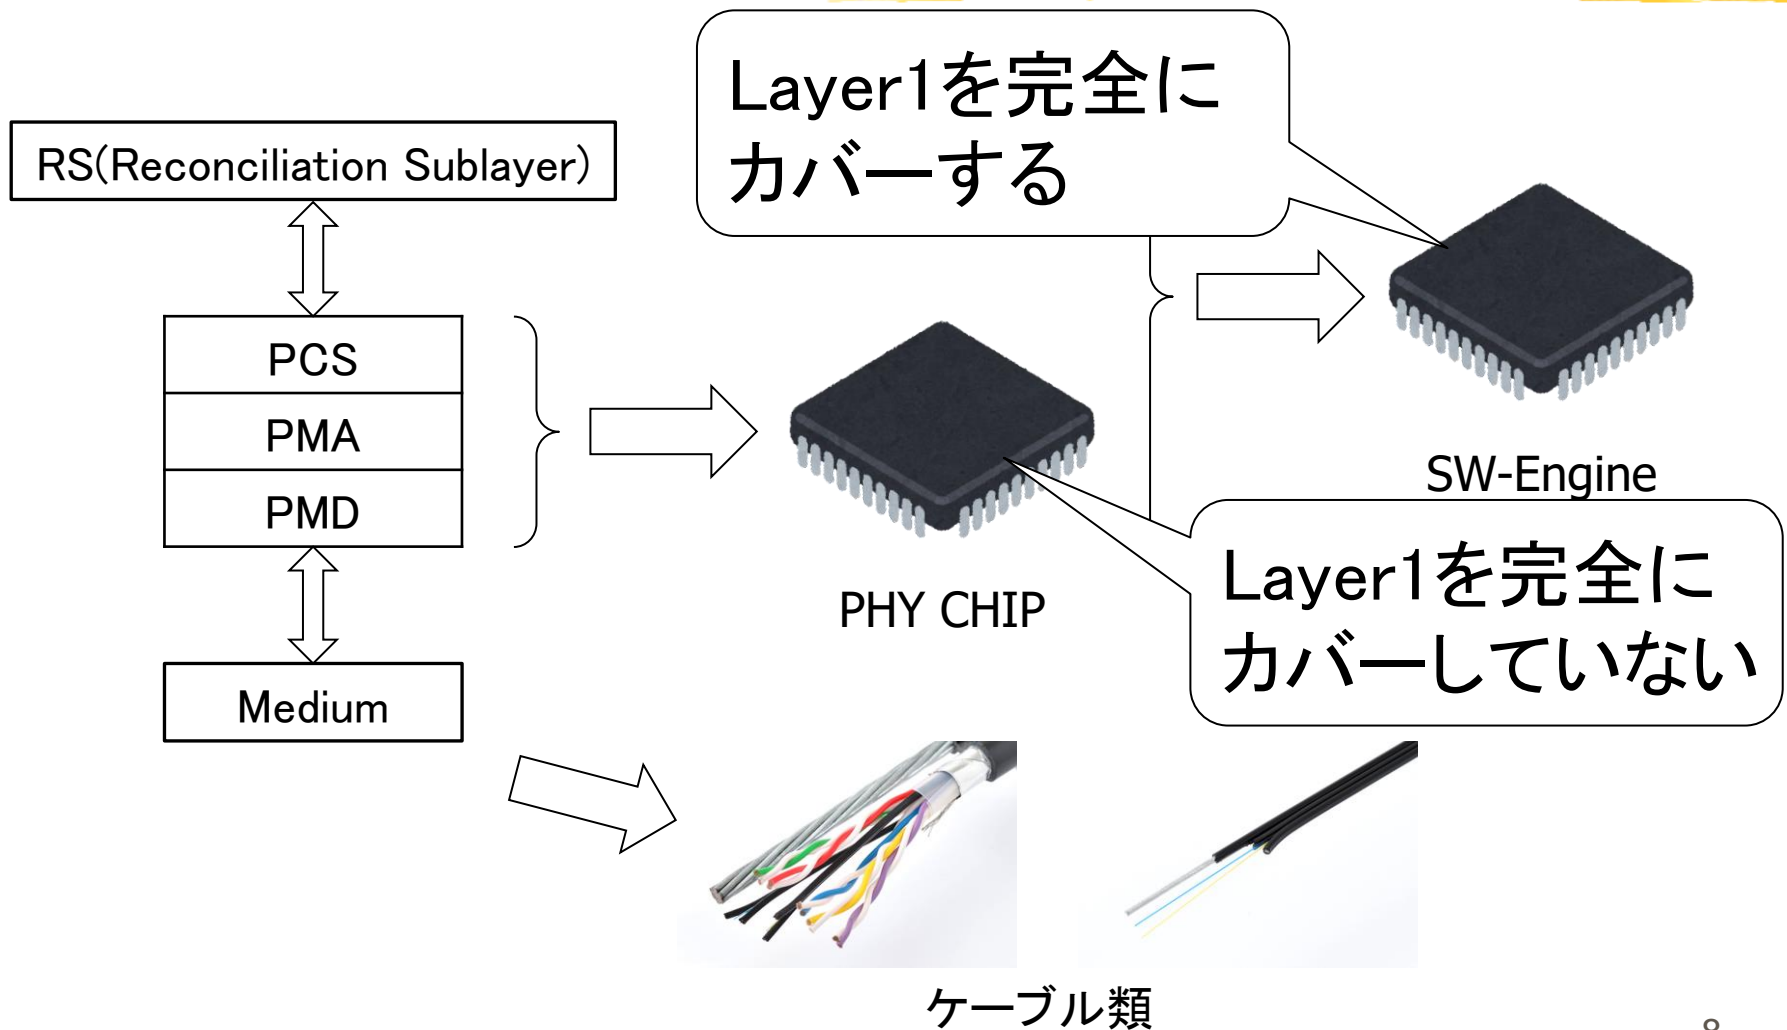 Layer1を完全に
カバーする
RS(Reconciliation Sublayer)
PCS
PMA
PMD
Medium
PHY CHIP
SW-Engine
Layer1を完全に
カバーしていない
ケーブル類
8